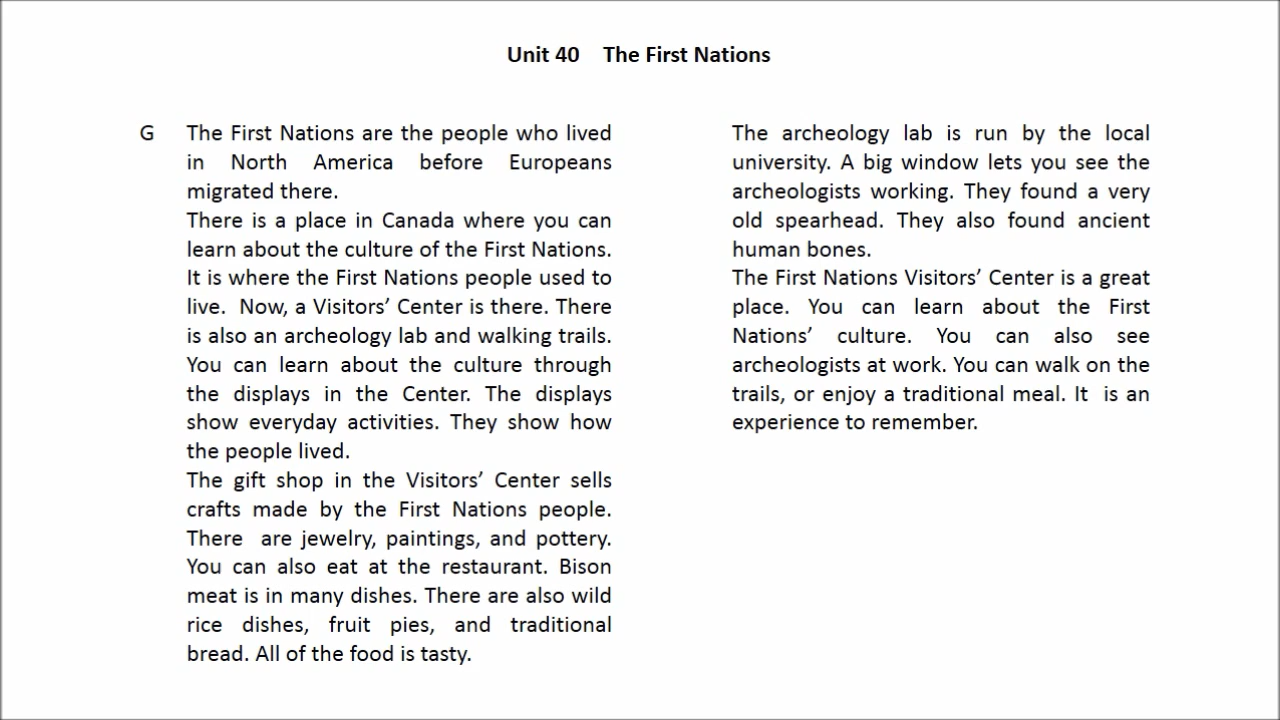 Unit 40 The First Nations
G The First Nations are the people who lived
in North America before Europeans
migrated there.
There is a place in Canada where you can
learn about the culture of the First Nations.
It is where the First Nations people used to
live. Now, a Visitors’ Center is there. There
is also an archeology lab and walking trails.
You can learn about the culture through
the displays in the Center. The displays
show everyday activities. They show how
the people lived.
The gift shop in the Visitors’ Center sells
crafts made by the First Nations people.
There are jewelry, paintings, and pottery.
You can also eat at the restaurant. Bison
meat is in many dishes. There are also wild
rice dishes, fruit pies, and traditional
bread. All of the food is tasty.
The archeology lab is run by the local
university. A big window lets you see the
archeologists working. They found a very
old spearhead. They also found ancient
human bones.
The First Nations Visitors’ Center is a great
place. You can learn about the First
Nations’ culture. You can also see
archeologists at work. You can walk on the
trails, or enjoy a traditional meal. It is an
experience to remember.